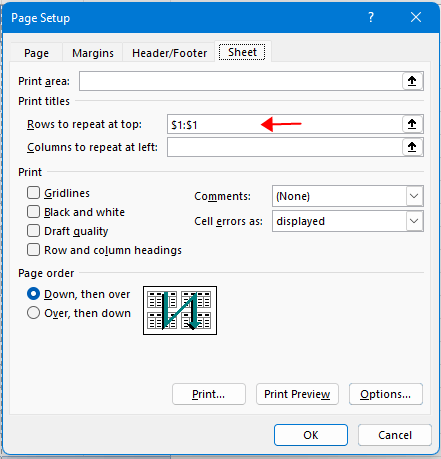 Page Setup
?
Page
Margins
Header/Footer
Sheet
Print area:
Print titles
Rows to repeat at top:
$1:$1
Columns to repeat at left:
Print
Gridlines
Black and white
Draft quality
Row and column headings
Comments:
(None)
Cell errors as:
displayed
Page order
Down, then over
Over, then down
Print...
Print Preview
Options...
OK
Cancel